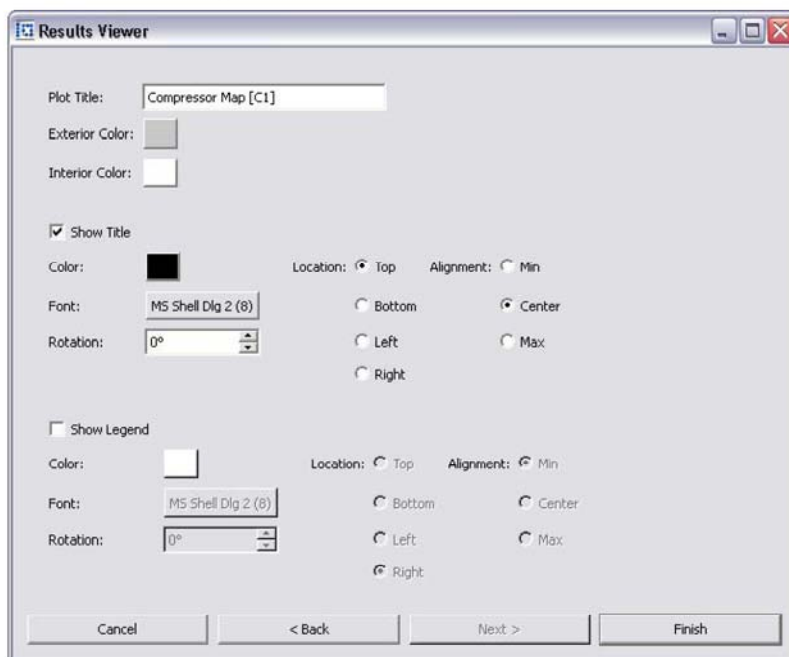 Results Viewer
Plot Title: Compressor Map [C1]
Exterior Color:
Interior Color:
Show Title
Color: Location: Top Alignment: Min
Font: MS Shell Dlg 2 (8) Bottom Center
Rotation: 0° Left Max
Right
Show Legend
Color: Location: Top Alignment: Min
Font: MS Shell Dlg 2 (8) Bottom Center
Rotation: 0° Left Max
Right
Cancel < Back Next > Finish